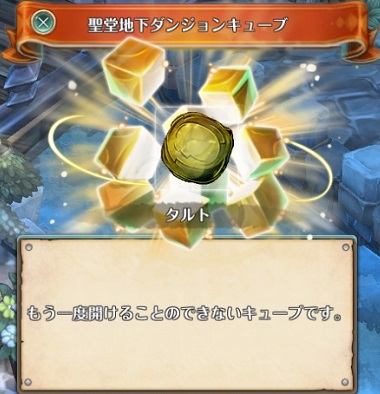 聖堂地下ダンジョンキューブ
タルト
もう一度開けることのできないキューブです。